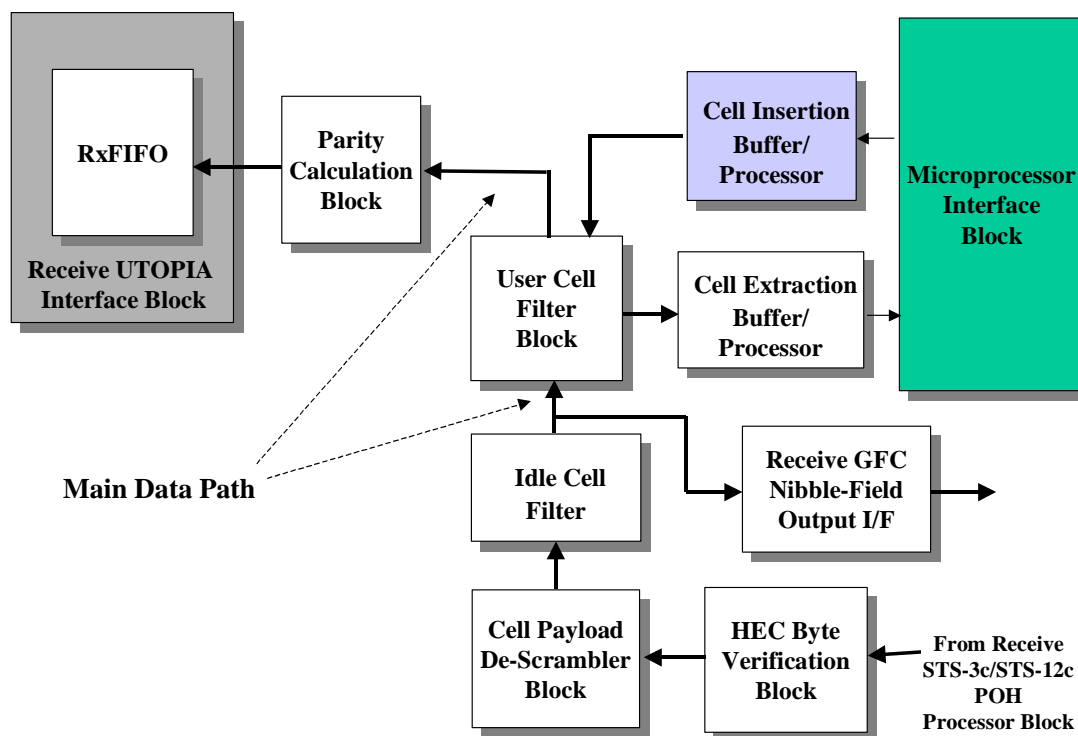 RxFIFO
Receive UTOPIA
Interface Block
Parity
Calculation
Block
Cell Insertion
Buffer/
Processor
Microprocessor
Interface
Block
User Cell
Filter
Block
Cell Extraction
Buffer/
Processor
Main Data Path
Idle Cell
Filter
Receive GFC
Nibble-Field
Output I/F
Cell Payload
De-Scrambler
Block
HEC Byte
Verification
Block
From Receive
STS-3c/STS-12c
POH
Processor Block